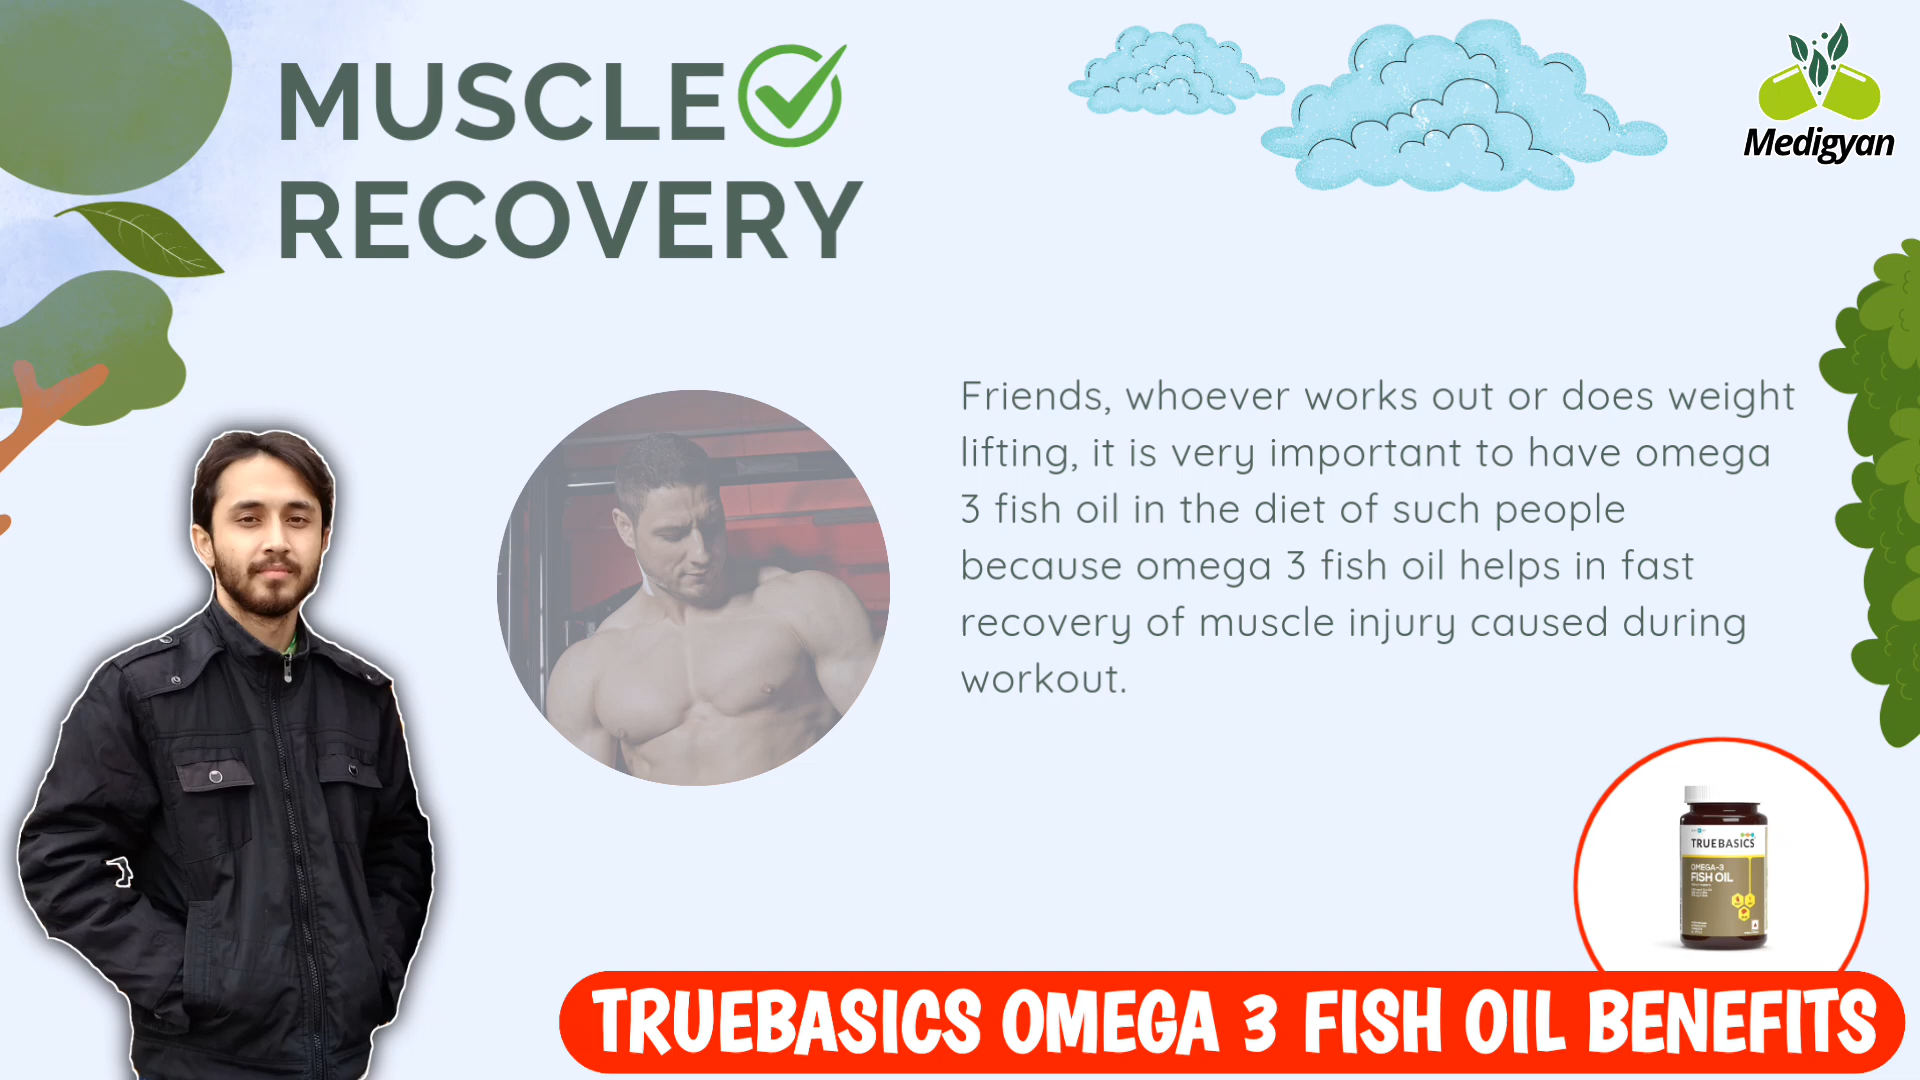 MUSCLE
RECOVERY
Medigyan
Friends, whoever works out or does weight
lifting, it is very important to have omega
3 fish oil in the diet of such people
because omega 3 fish oil helps in fast
recovery of muscle injury caused during
workout.
TRUEBASICS
OMEGA-3
FISH OIL
TRUEBASICS OMEGA 3 FISH OIL BENEFITS